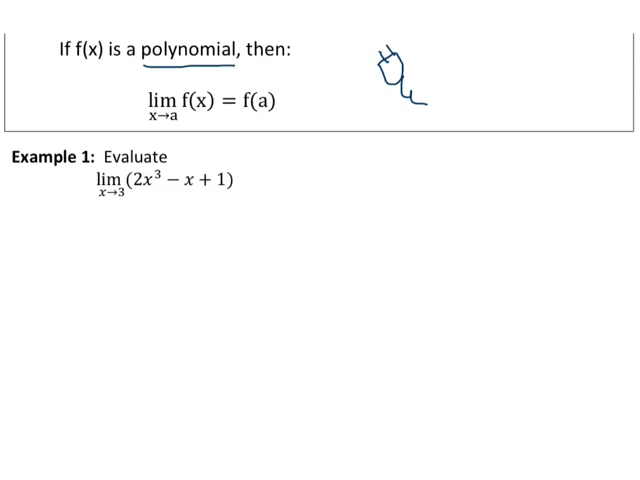 If f(x) is a polynomial, then:
lim f(x) = f(a)
x→a
Example 1: Evaluate
lim (2x³ − x + 1)
x→3